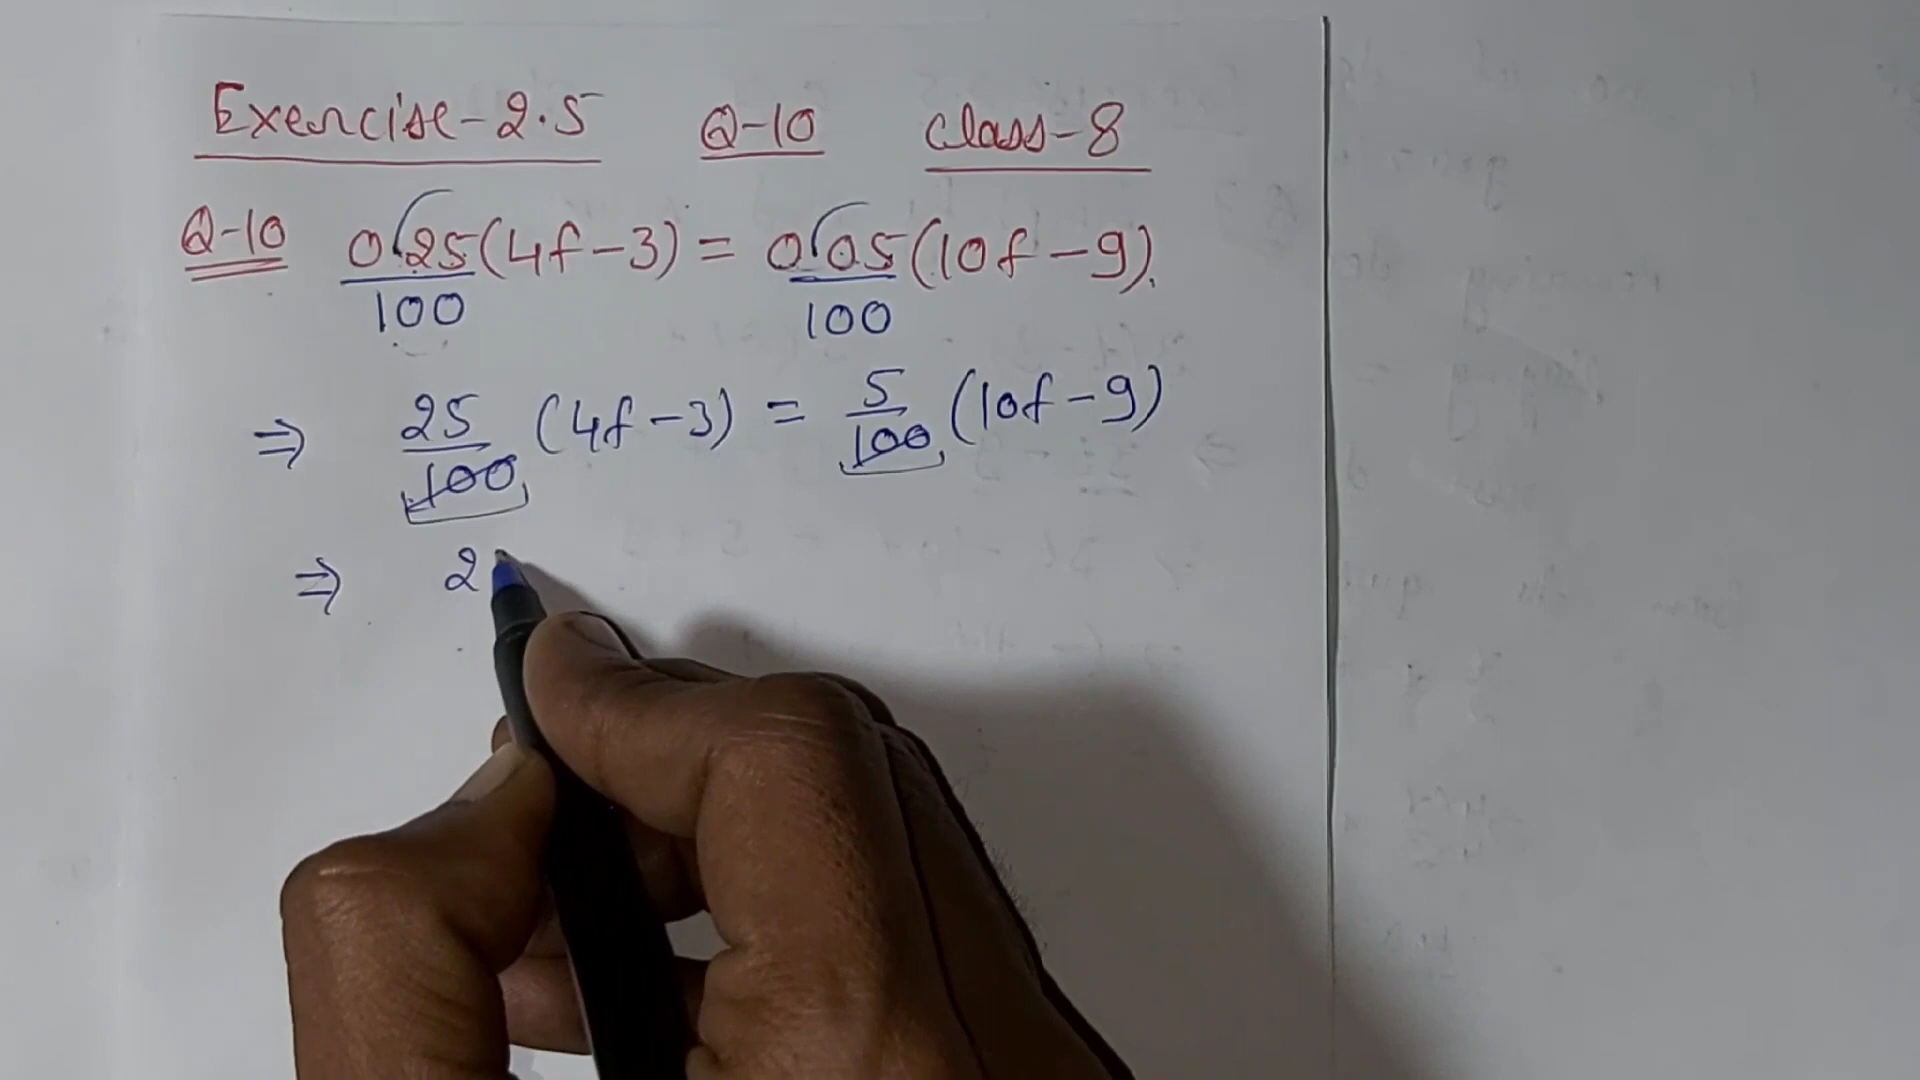 Exercise-2.5 Q-10 Class-8
Q-10 0.25(4f-3) = 0.05(10f-9).
100 100
⇒ 25/100 (4f-3) = 5/100 (10f-9)
⇒ 2